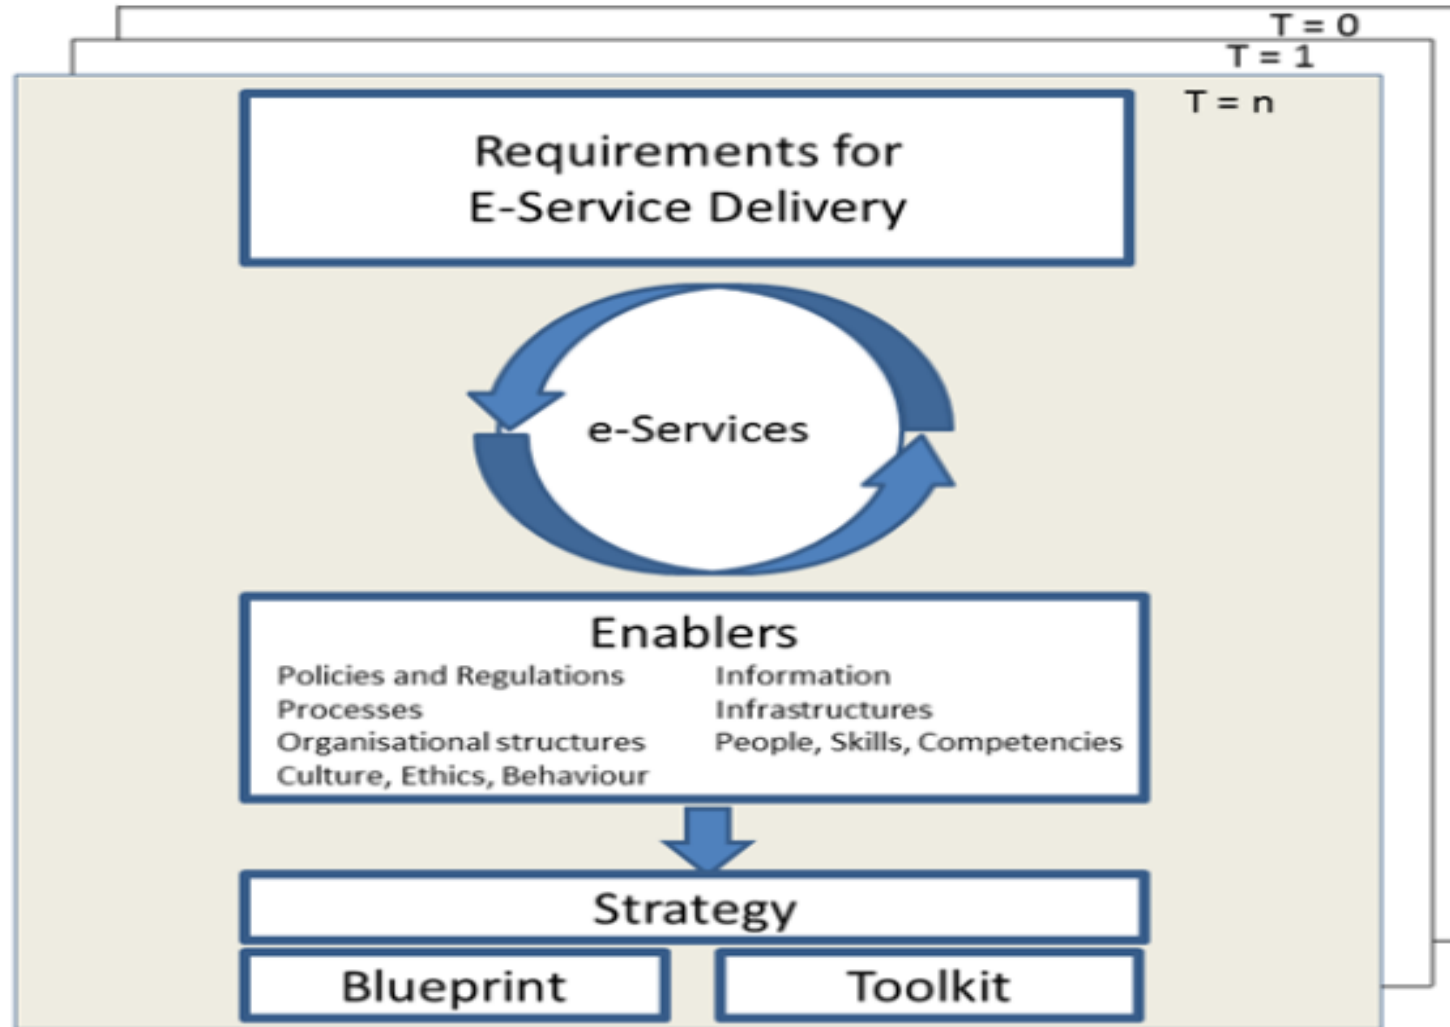 T = 0
T = 1
T = n
Requirements for
E-Service Delivery
e-Services
Enablers
Policies and Regulations
Processes
Organisational structures
Culture, Ethics, Behaviour
Information
Infrastructures
People, Skills, Competencies
Strategy
Blueprint
Toolkit